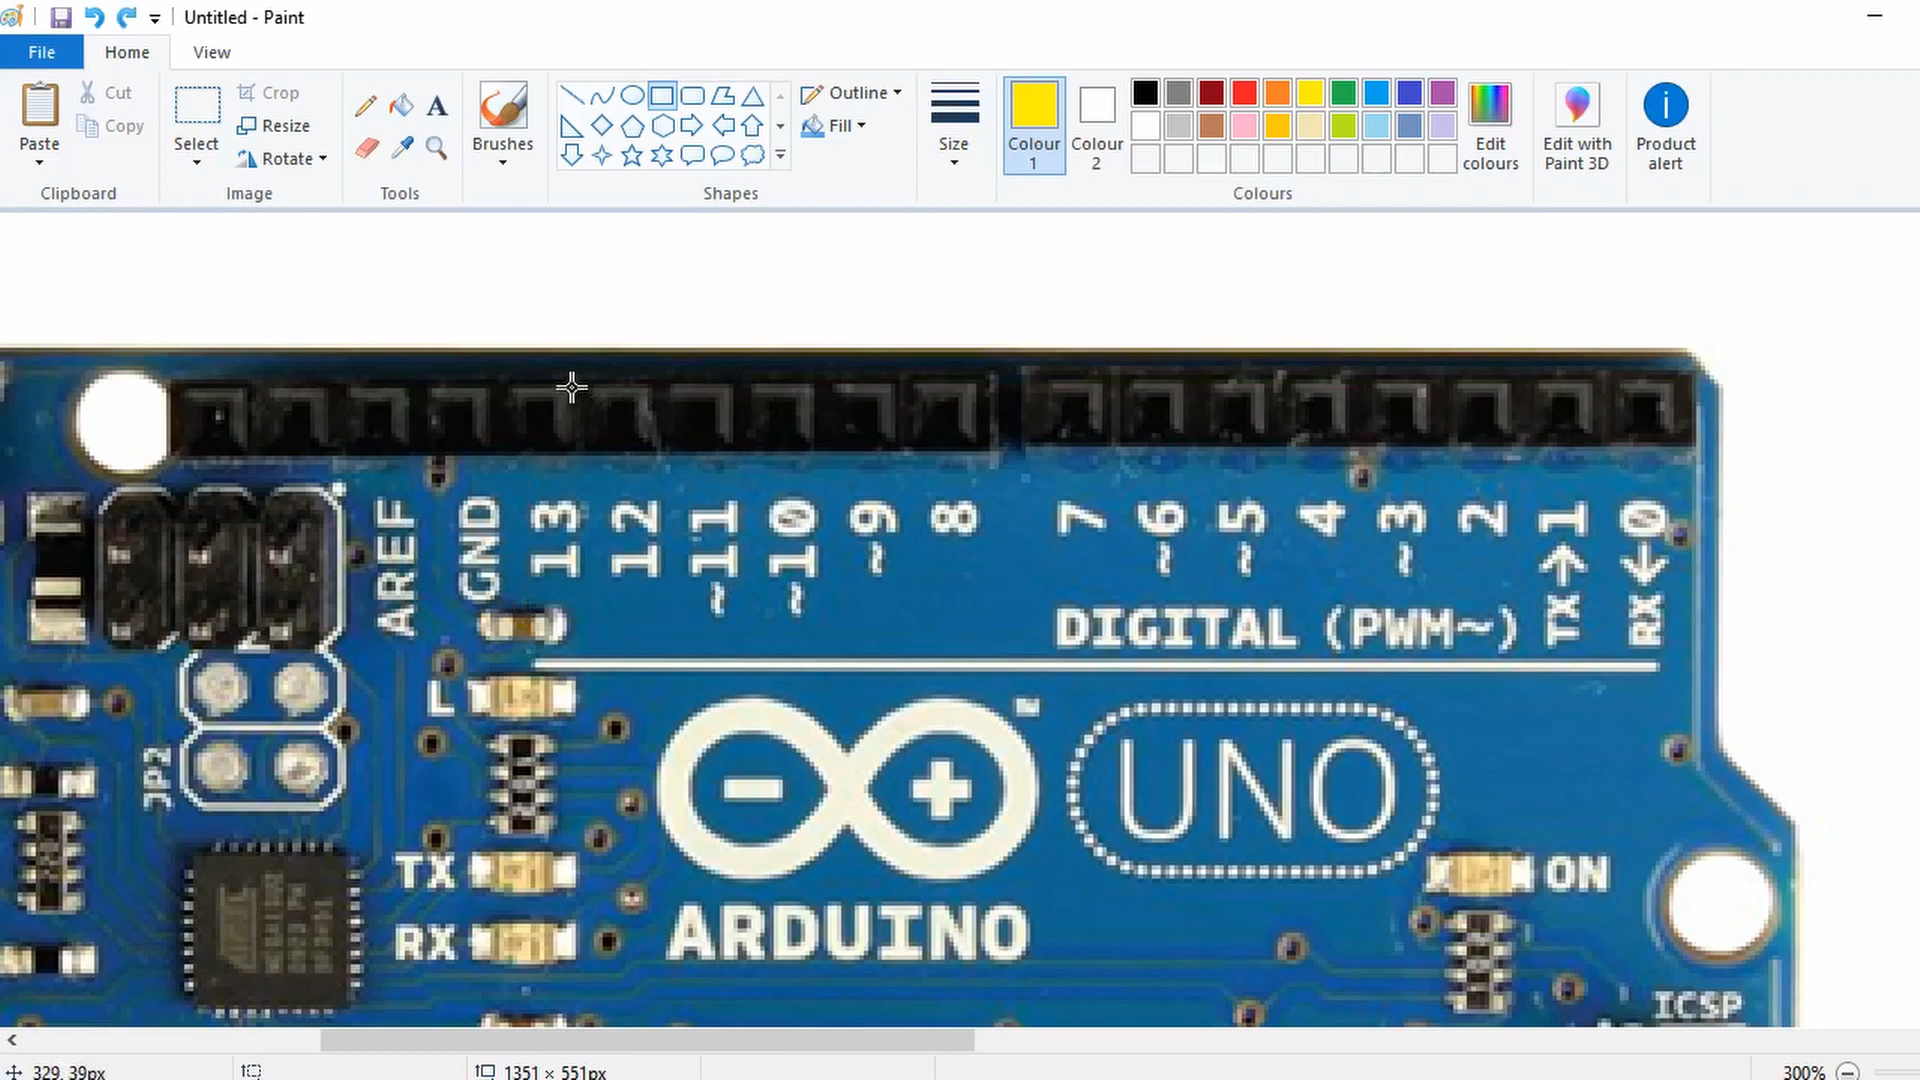 Untitled - Paint
File Home View
Paste
Cut
Copy
Clipboard
Select
Crop
Resize
Rotate
Image
A
Tools
Brushes
Shapes
Outline
Fill
Size
Colour 1
Colour 2
Edit colours
Colours
Edit with Paint 3D
Product alert
AREF GND 13 12 ~11 ~10 ~9 8 7 ~6 ~5 4 ~3 2 TX→1 RX←0
DIGITAL (PWM~)
L
JP2
TX
RX
™
UNO
ARDUINO
ON
ICSP
329, 39px
1351 × 551px
300%